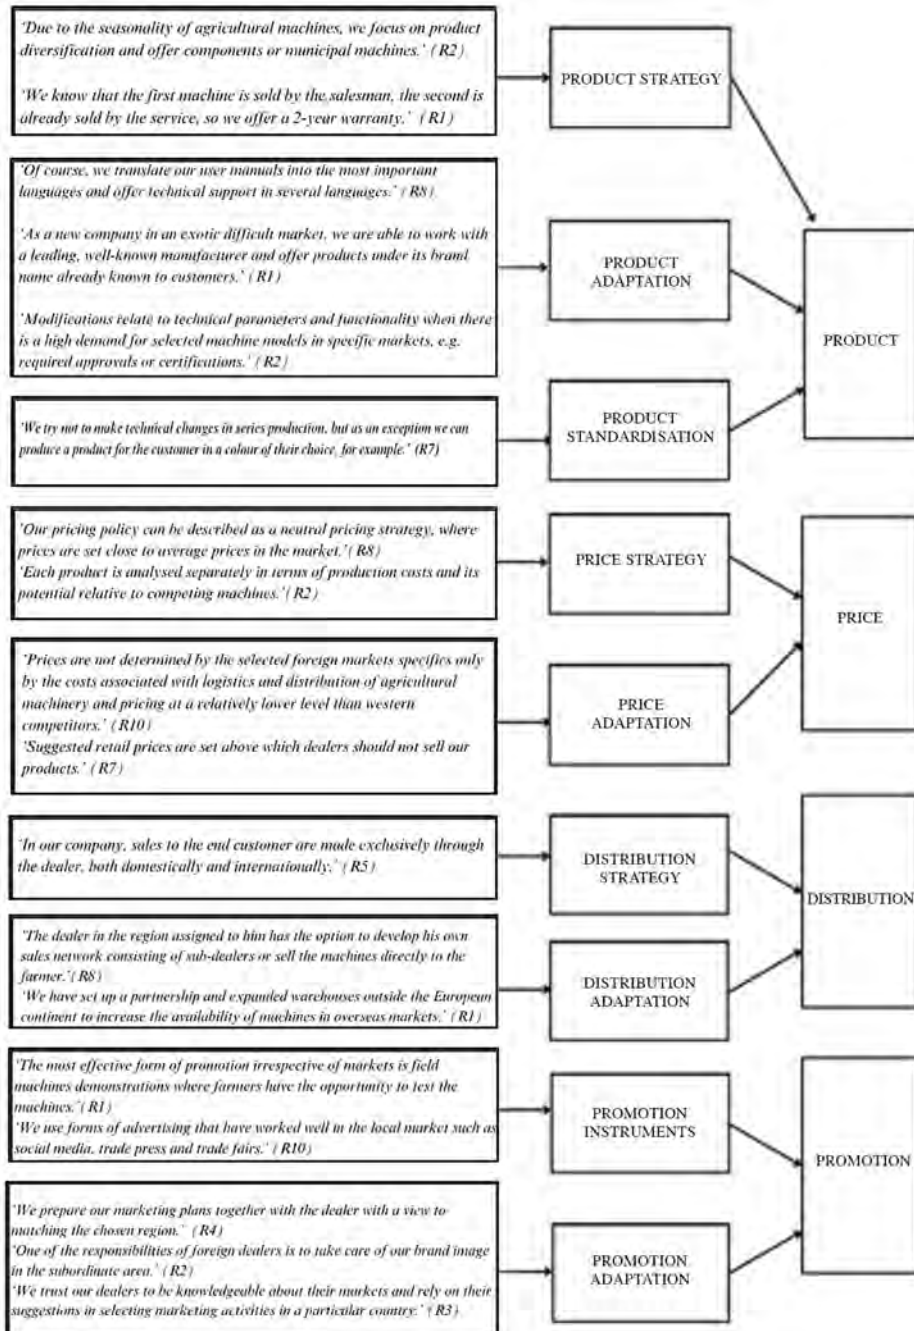 'Due to the seasonality of agricultural machines, we focus on product
diversification and offer components or municipal machines.' (R2)
'We know that the first machine is sold by the salesman, the second is
already sold by the service, so we offer a 2-year warranty.' (R1)
PRODUCT STRATEGY
'Of course, we translate our user manuals into the most important
languages and offer technical support in several languages.' (R8)
'As a new company in an exotic difficult market, we are able to work with
a leading, well-known manufacturer and offer products under its brand
name already known to customers.' (R1)
'Modifications relate to technical parameters and functionality when there
is a high demand for selected machine models in specific markets, e.g.
required approvals or certifications.' (R2)
PRODUCT
ADAPTATION
'We try not to make technical changes in series production, but as an exception we can
produce a product for the customer in a colour of their choice, for example.' (R7)
PRODUCT
STANDARDISATION
PRODUCT
'Our pricing policy can be described as a neutral pricing strategy, where
prices are set close to average prices in the market.'(R8)
'Each product is analysed separately in terms of production costs and its
potential relative to competing machines.'(R2)
PRICE STRATEGY
'Prices are not determined by the selected foreign markets specifics only
by the costs associated with logistics and distribution of agricultural
machinery and pricing at a relatively lower level than western
competitors.' (R10)
'Suggested retail prices are set above which dealers should not sell our
products.' (R7)
PRICE
ADAPTATION
PRICE
'In our company, sales to the end customer are made exclusively through
the dealer, both domestically and internationally.' (R5)
DISTRIBUTION
STRATEGY
'The dealer in the region assigned to him has the option to develop his own
sales network consisting of sub-dealers or sell the machines directly to the
farmer.'(R8)
'We have set up a partnership and expanded warehouses outside the European
continent to increase the availability of machines in overseas markets.' (R1)
DISTRIBUTION
ADAPTATION
DISTRIBUTION
'The most effective form of promotion irrespective of markets is field
machines demonstrations where farmers have the opportunity to test the
machines.'(R1)
'We use forms of advertising that have worked well in the local market such as
social media, trade press and trade fairs.' (R10)
PROMOTION
INSTRUMENTS
'We prepare our marketing plans together with the dealer with a view to
matching the chosen region.' (R4)
'One of the responsibilities of foreign dealers is to take care of our brand image
in the subordinate area.' (R2)
'We trust our dealers to be knowledgeable about their markets and rely on their
suggestions in selecting marketing activities in a particular country.' (R3)
PROMOTION
ADAPTATION
PROMOTION